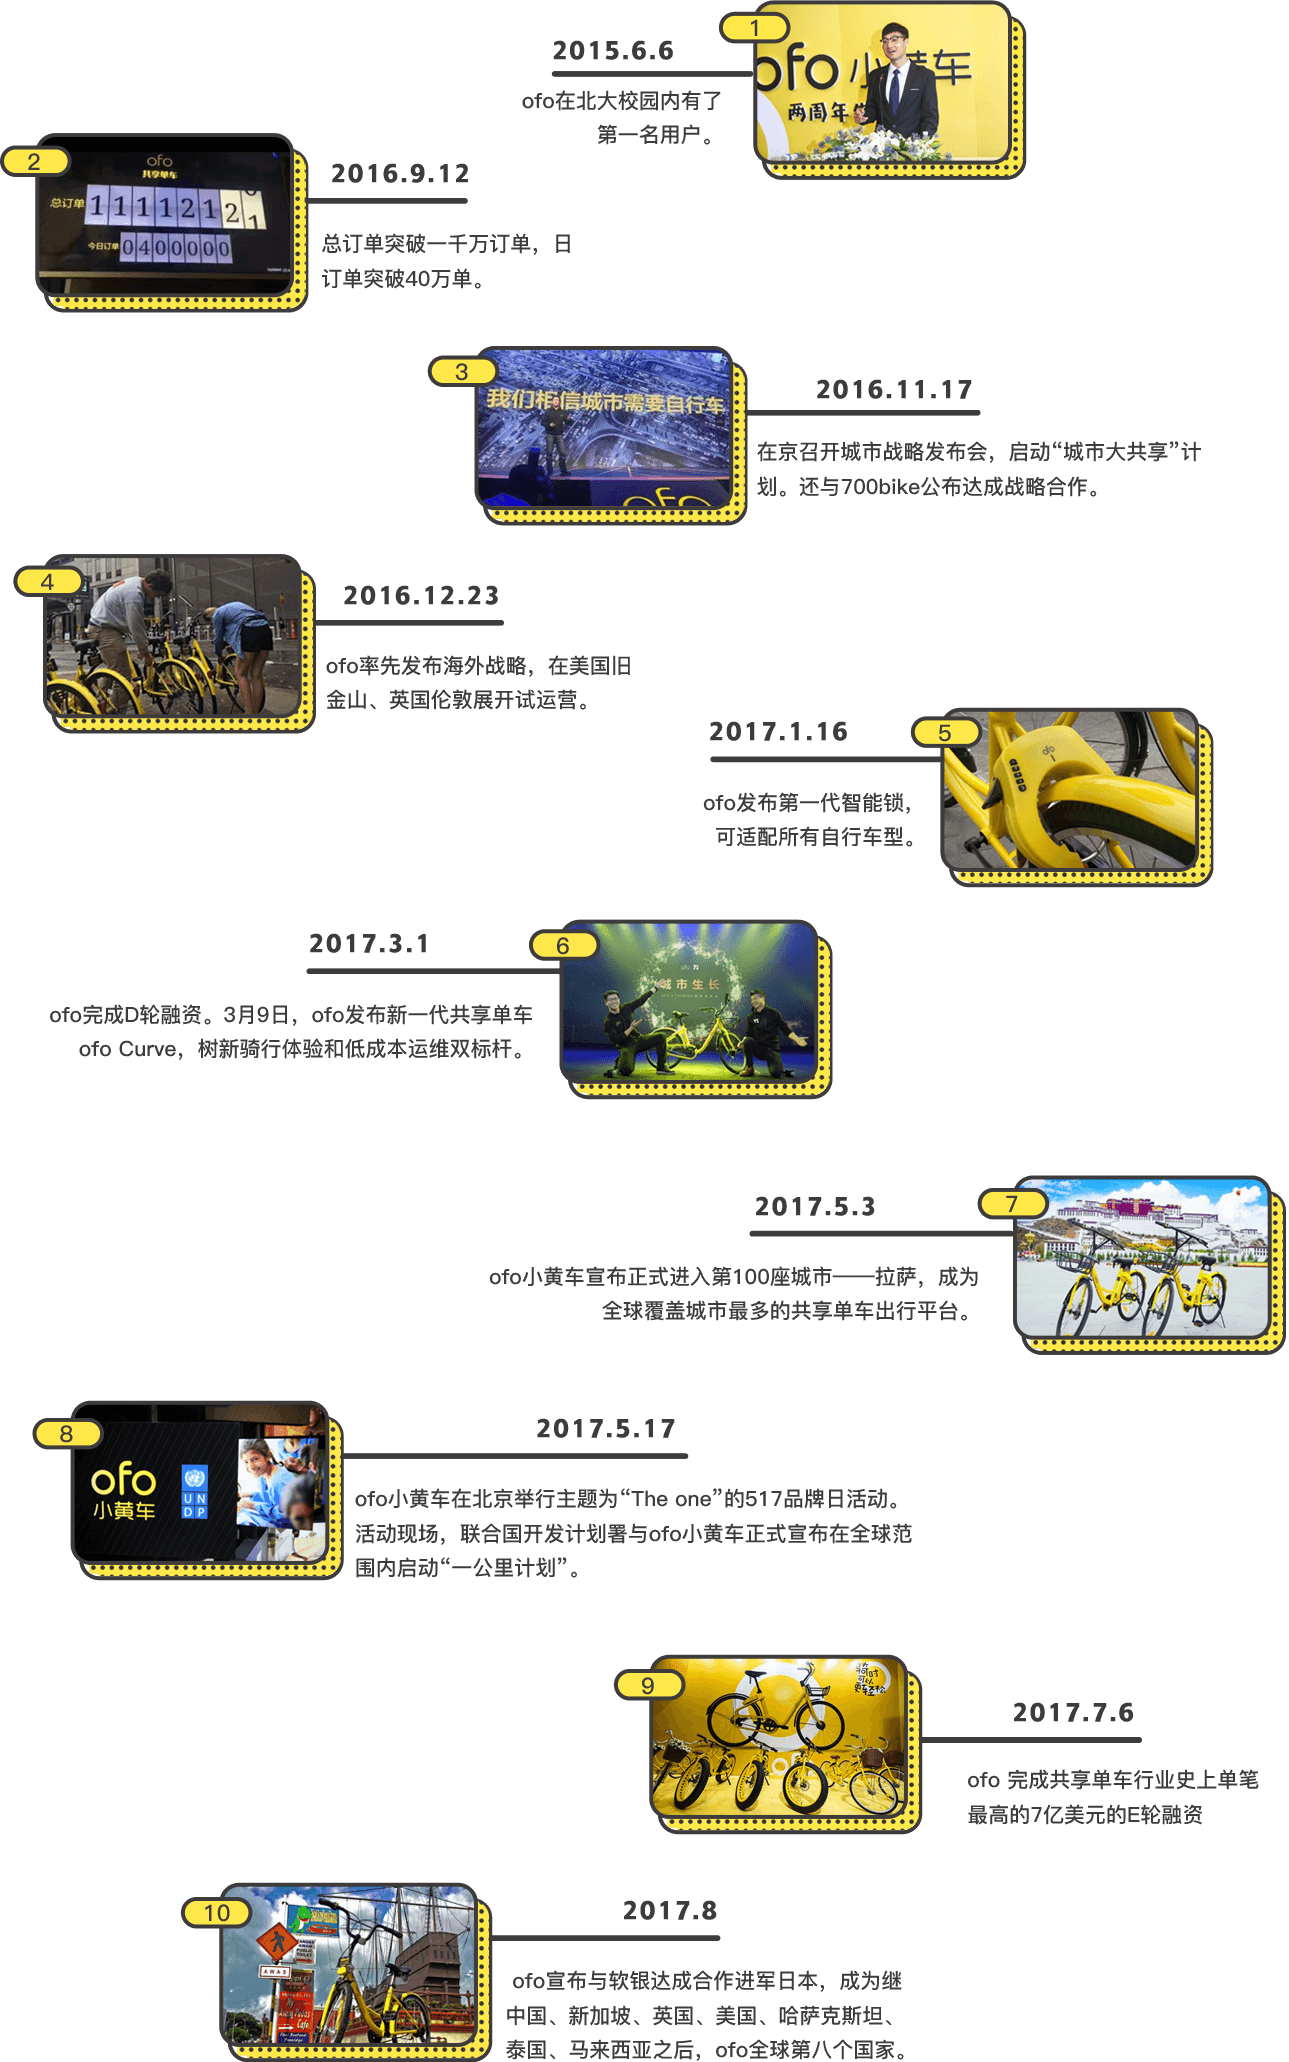 1
2015.6.6
ofo在北大校园内有了
第一名用户。
ofo小黄车
两周年
2
2016.9.12
总订单突破一千万订单，日
订单突破40万单。
ofo
共享单车
总订单 1111212
今日订单 0400000
3
2016.11.17
在京召开城市战略发布会，启动“城市大共享”计
划。还与700bike公布达成战略合作。
我们相信城市需要自行车
ofo
4
2016.12.23
ofo率先发布海外战略，在美国旧
金山、英国伦敦展开试运营。
5
2017.1.16
ofo发布第一代智能锁，
可适配所有自行车型。
ofo
6
2017.3.1
ofo完成D轮融资。3月9日，ofo发布新一代共享单车
ofo Curve，树新骑行体验和低成本运维双标杆。
ofo
城市生长
7
2017.5.3
ofo小黄车宣布正式进入第100座城市——拉萨，成为
全球覆盖城市最多的共享单车出行平台。
8
2017.5.17
ofo小黄车在北京举行主题为“The one”的517品牌日活动。
活动现场，联合国开发计划署与ofo小黄车正式宣布在全球范
围内启动“一公里计划”。
ofo
小黄车
UN
DP
9
2017.7.6
ofo 完成共享单车行业史上单笔
最高的7亿美元的E轮融资
骑时
可以
更轻松
10
2017.8
ofo宣布与软银达成合作进军日本，成为继
中国、新加坡、英国、美国、哈萨克斯坦、
泰国、马来西亚之后，ofo全球第八个国家。
AWAS
PUBLIC
TOILET
Cafe